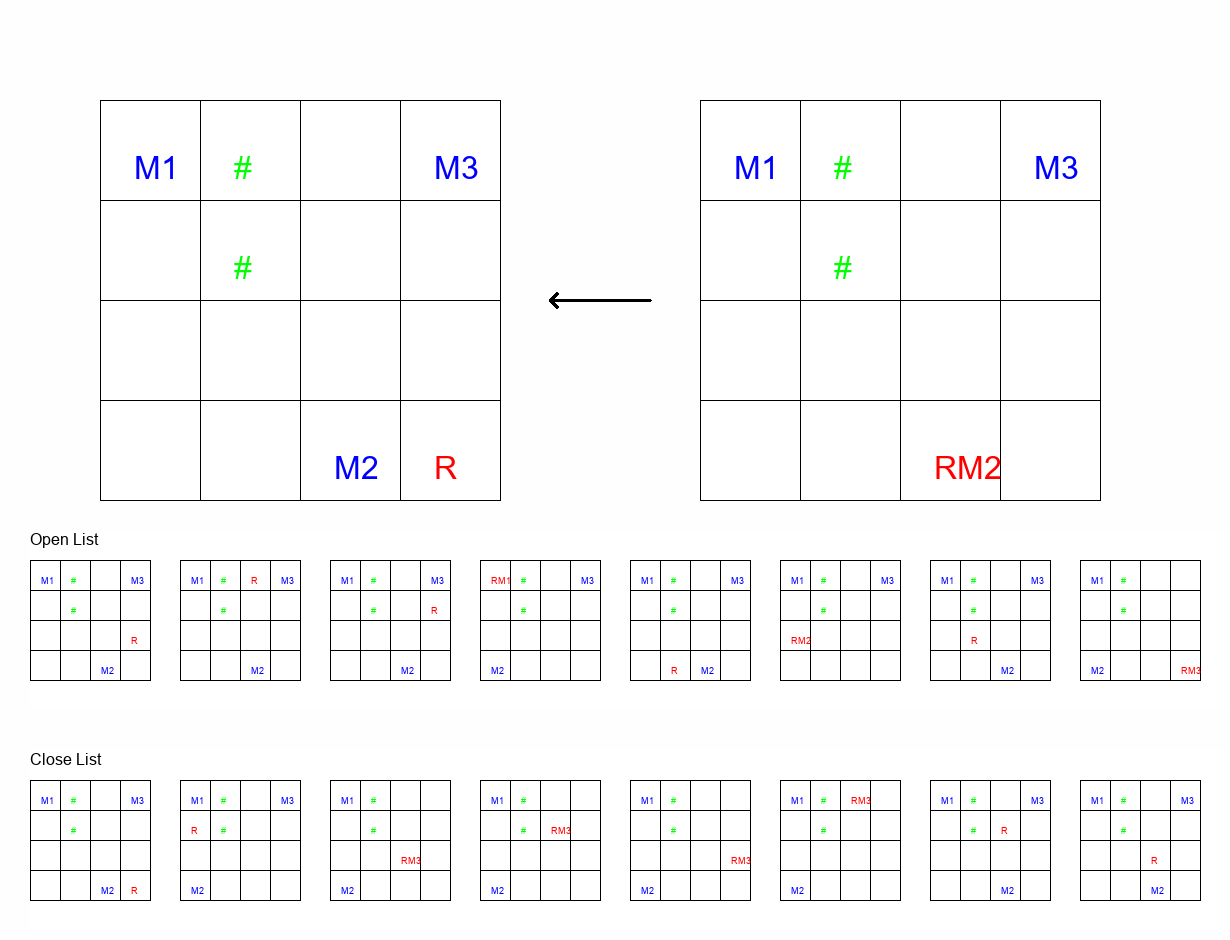 M1 # M3 M1 # M3
# #
M2 R RM2
Open List
M1 # M3 M1 # R M3 M1 # M3 RM1 # M3 M1 # M3 M1 # M3 M1 # M3 M1 #
# # # R # # # # #
R RM2 R
M2 M2 M2 M2 R M2 M2 M2 RM3
Close List
M1 # M3 M1 # M3 M1 # M1 # M1 # M1 # RM3 M1 # M3 M1 # M3
# R # # # RM3 # # # R #
RM3 RM3 R
M2 R M2 M2 M2 M2 M2 M2 M2